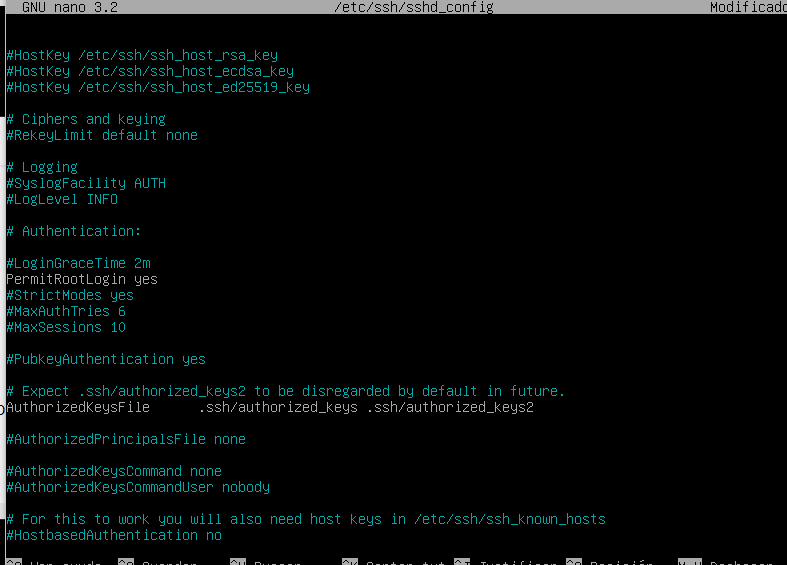 GNU nano 3.2 /etc/ssh/sshd_config Modificado
#HostKey /etc/ssh/ssh_host_rsa_key
#HostKey /etc/ssh/ssh_host_ecdsa_key
#HostKey /etc/ssh/ssh_host_ed25519_key
# Ciphers and keying
#RekeyLimit default none
# Logging
#SyslogFacility AUTH
#LogLevel INFO
# Authentication:
#LoginGraceTime 2m
PermitRootLogin yes
#StrictModes yes
#MaxAuthTries 6
#MaxSessions 10
#PubkeyAuthentication yes
# Expect .ssh/authorized_keys2 to be disregarded by default in future.
AuthorizedKeysFile .ssh/authorized_keys .ssh/authorized_keys2
#AuthorizedPrincipalsFile none
#AuthorizedKeysCommand none
#AuthorizedKeysCommandUser nobody
# For this to work you will also need host keys in /etc/ssh/ssh_known_hosts
#HostbasedAuthentication no